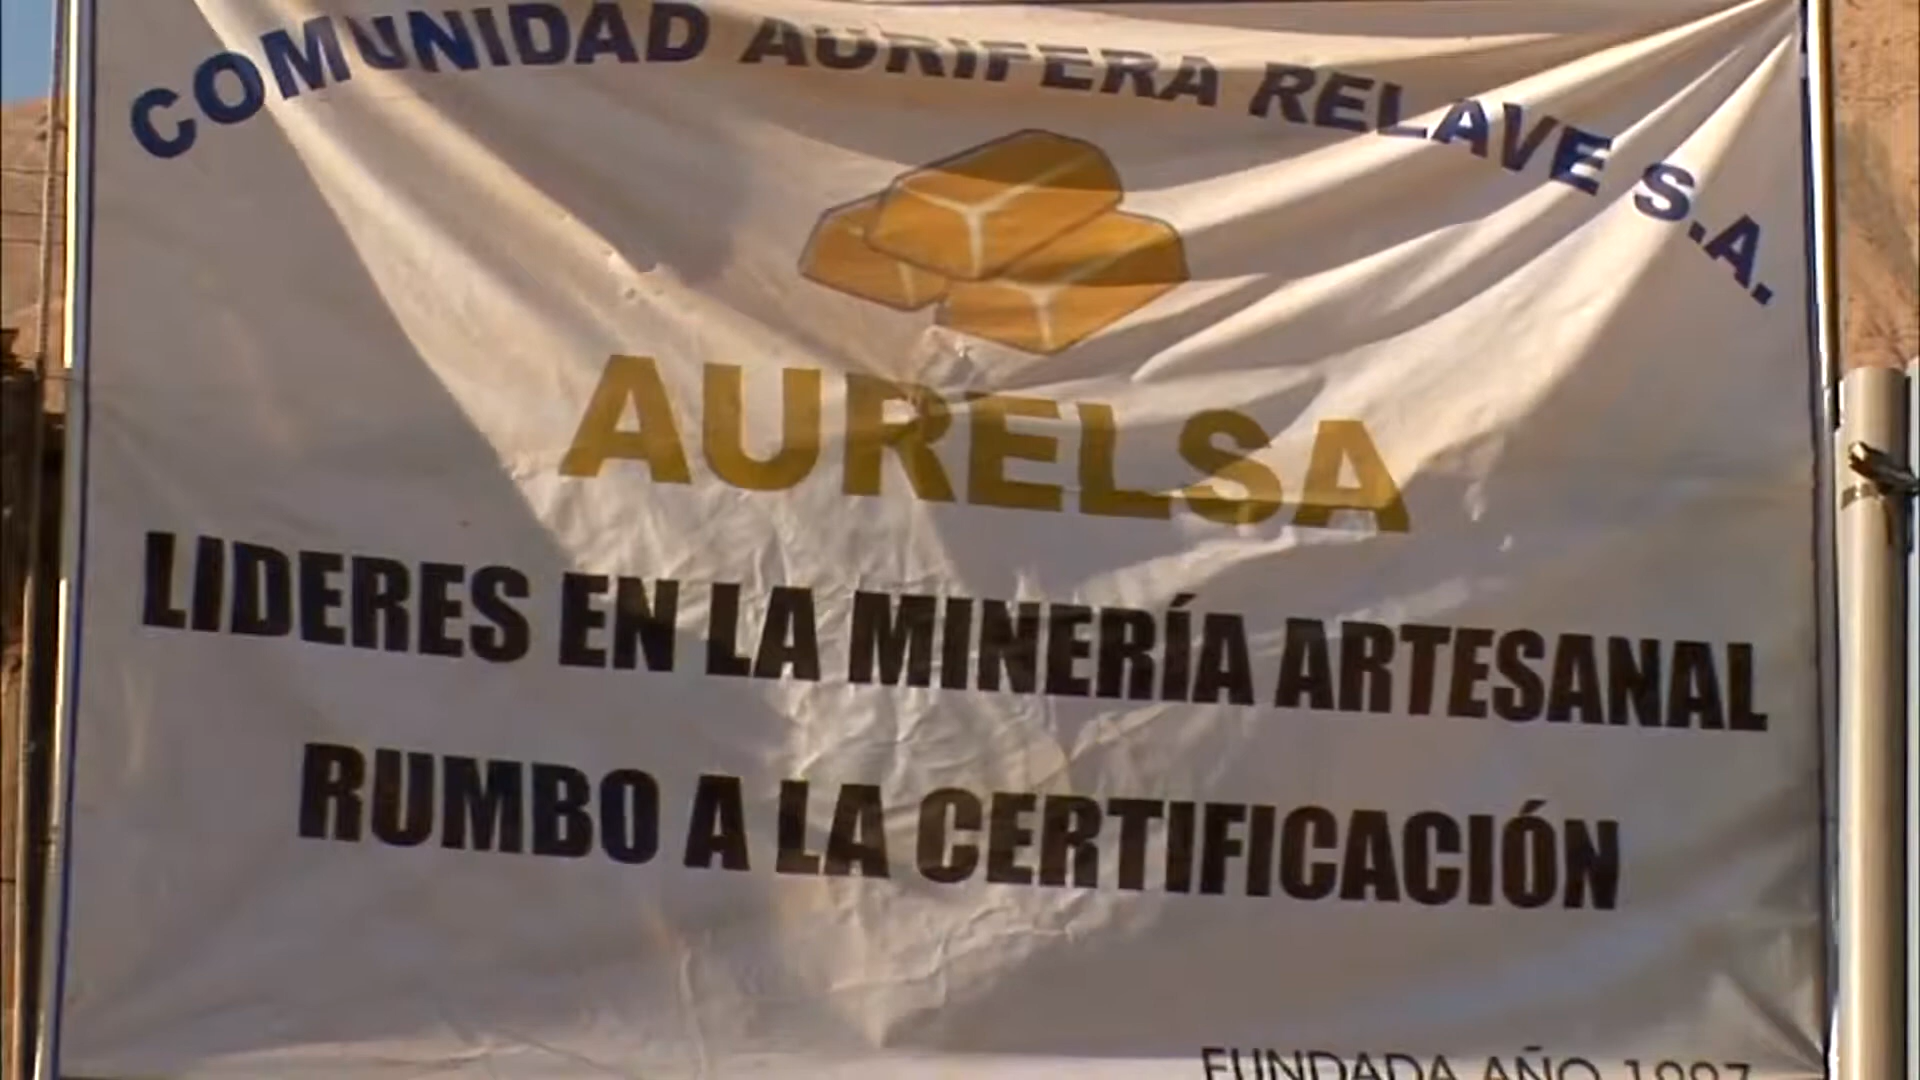 COMUNIDAD AURIFERA RELAVE S.A.
AURELSA
LIDERES EN LA MINERÍA ARTESANAL
RUMBO A LA CERTIFICACIÓN
FUNDADA AÑO 1997